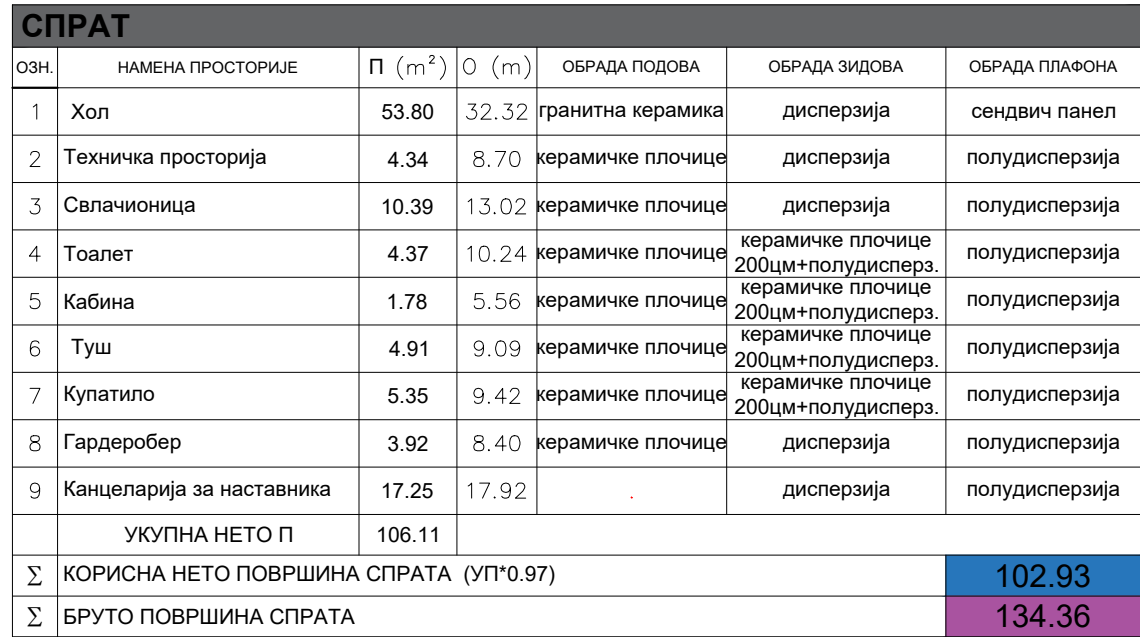 СПРАТ
ОЗН. НАМЕНА ПРОСТОРИЈЕ П (m²) О (m) ОБРАДА ПОДОВА ОБРАДА ЗИДОВА ОБРАДА ПЛАФОНА
1 Хол 53.80 32.32 гранитна керамика дисперзија сендвич панел
2 Техничка просторија 4.34 8.70 керамичке плочице дисперзија полудисперзија
3 Свлачионица 10.39 13.02 керамичке плочице дисперзија полудисперзија
4 Тоалет 4.37 10.24 керамичке плочице керамичке плочице полудисперзија
200цм+полудисперз.
5 Кабина 1.78 5.56 керамичке плочице керамичке плочице полудисперзија
200цм+полудисперз.
6 Туш 4.91 9.09 керамичке плочице керамичке плочице полудисперзија
200цм+полудисперз.
7 Купатило 5.35 9.42 керамичке плочице керамичке плочице полудисперзија
200цм+полудисперз.
8 Гардеробер 3.92 8.40 керамичке плочице дисперзија полудисперзија
9 Канцеларија за наставника 17.25 17.92 . дисперзија полудисперзија
УКУПНА НЕТО П 106.11
Σ КОРИСНА НЕТО ПОВРШИНА СПРАТА (УП*0.97) 102.93
Σ БРУТО ПОВРШИНА СПРАТА 134.36